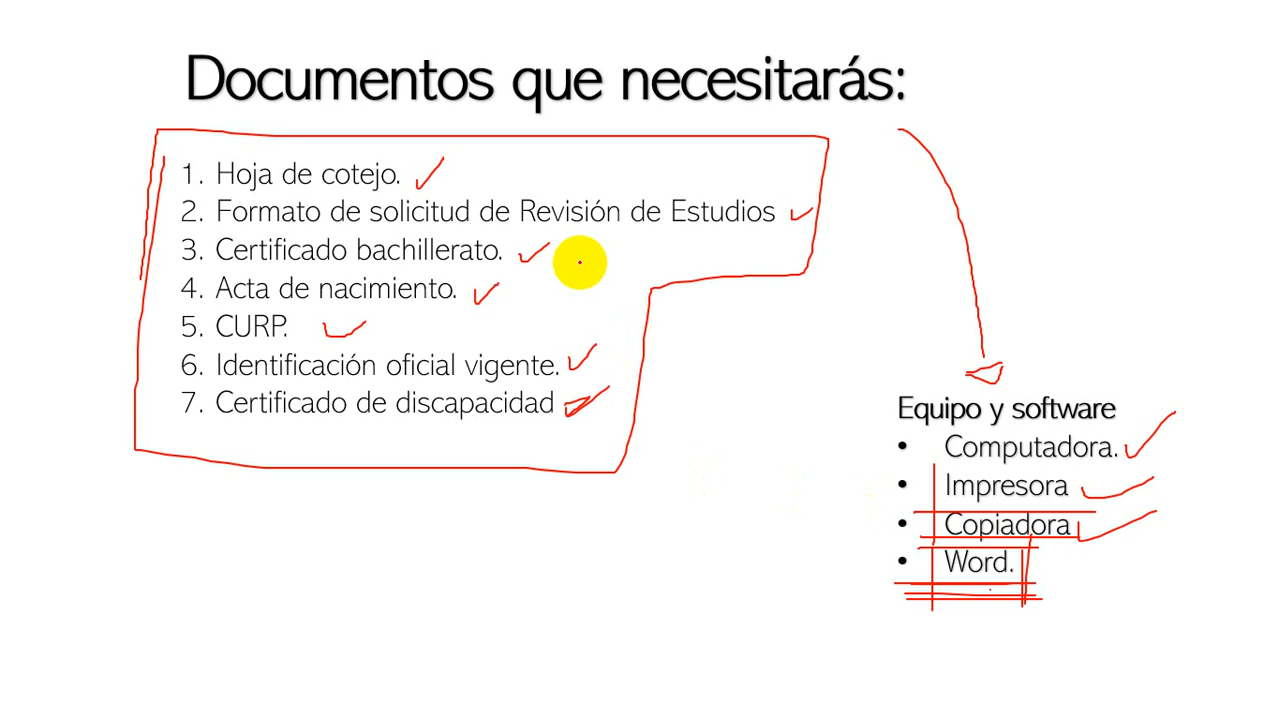 Documentos que necesitarás:
1. Hoja de cotejo.
2. Formato de solicitud de Revisión de Estudios
3. Certificado bachillerato.
4. Acta de nacimiento.
5. CURP.
6. Identificación oficial vigente.
7. Certificado de discapacidad
Equipo y software
• Computadora.
• Impresora
• Copiadora
• Word.